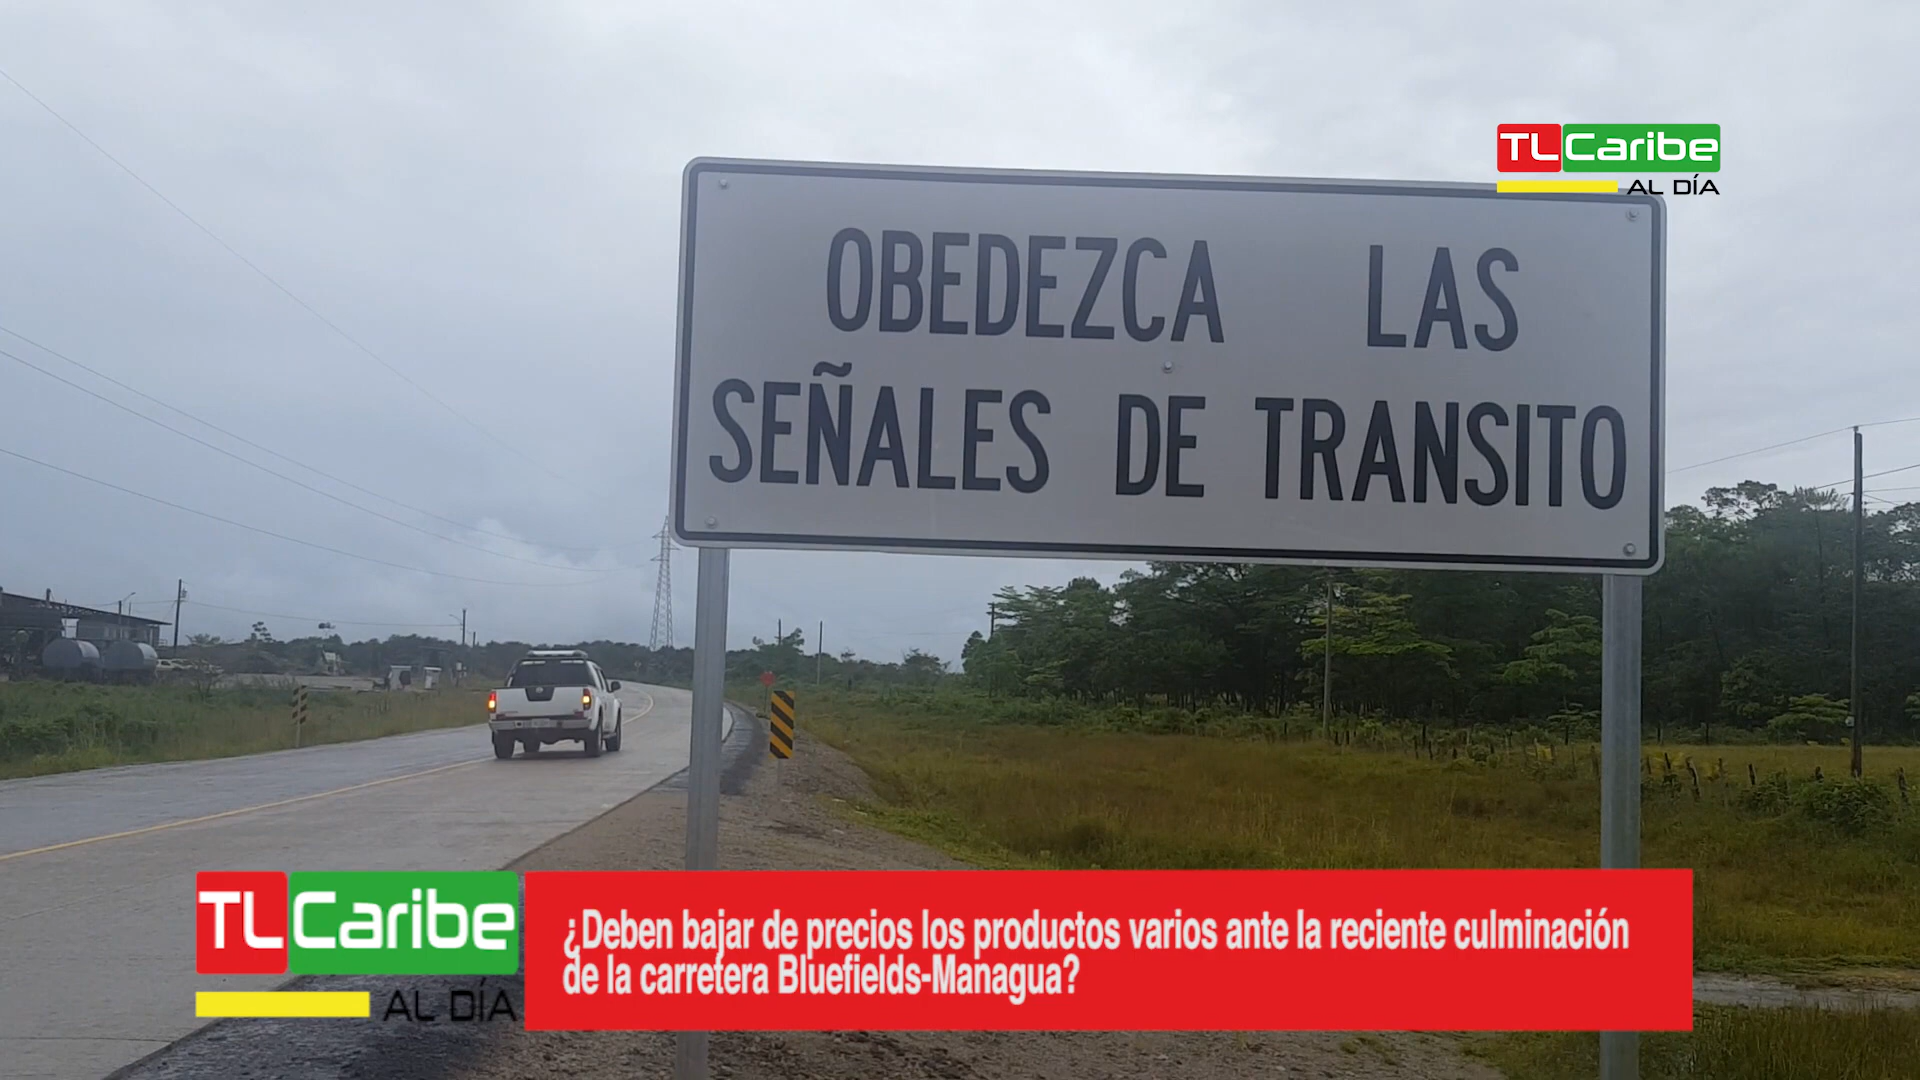 TLCaribe
AL DÍA
OBEDEZCA LAS
SEÑALES DE TRANSITO
TLCaribe
AL DÍA
¿Deben bajar de precios los productos varios ante la reciente culminación
de la carretera Bluefields-Managua?